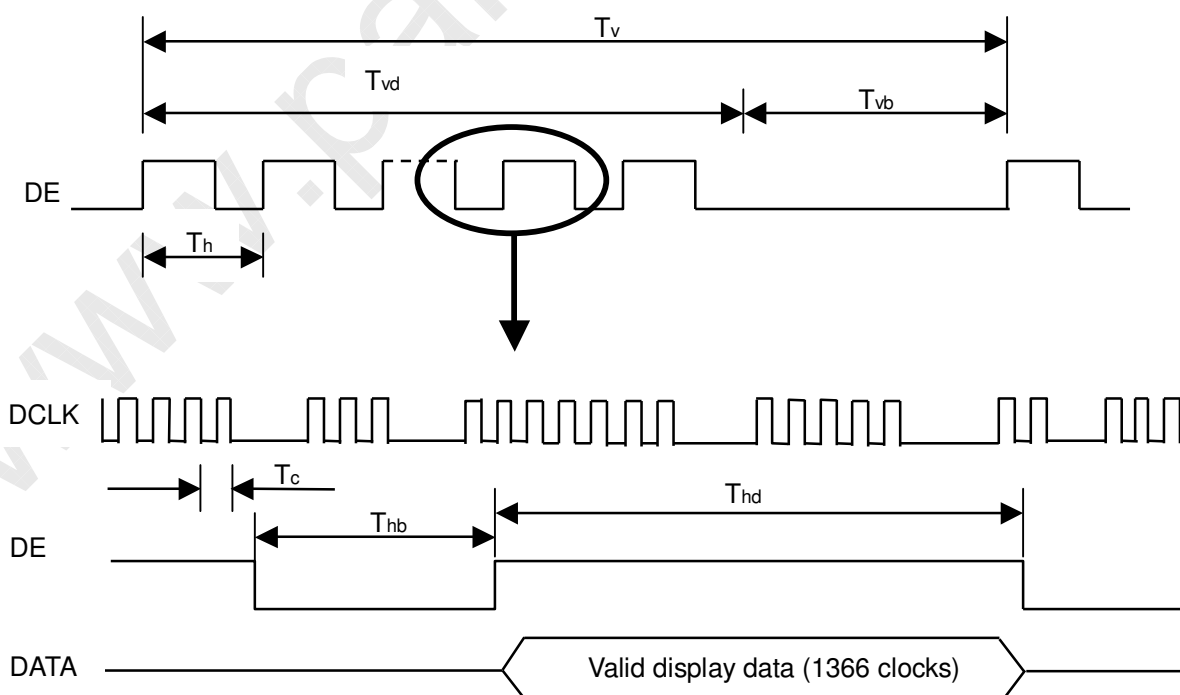 Tv
Tvd
Tvb
DE
Th
DCLK
Tc
Thd
Thb
DE
DATA
Valid display data (1366 clocks)